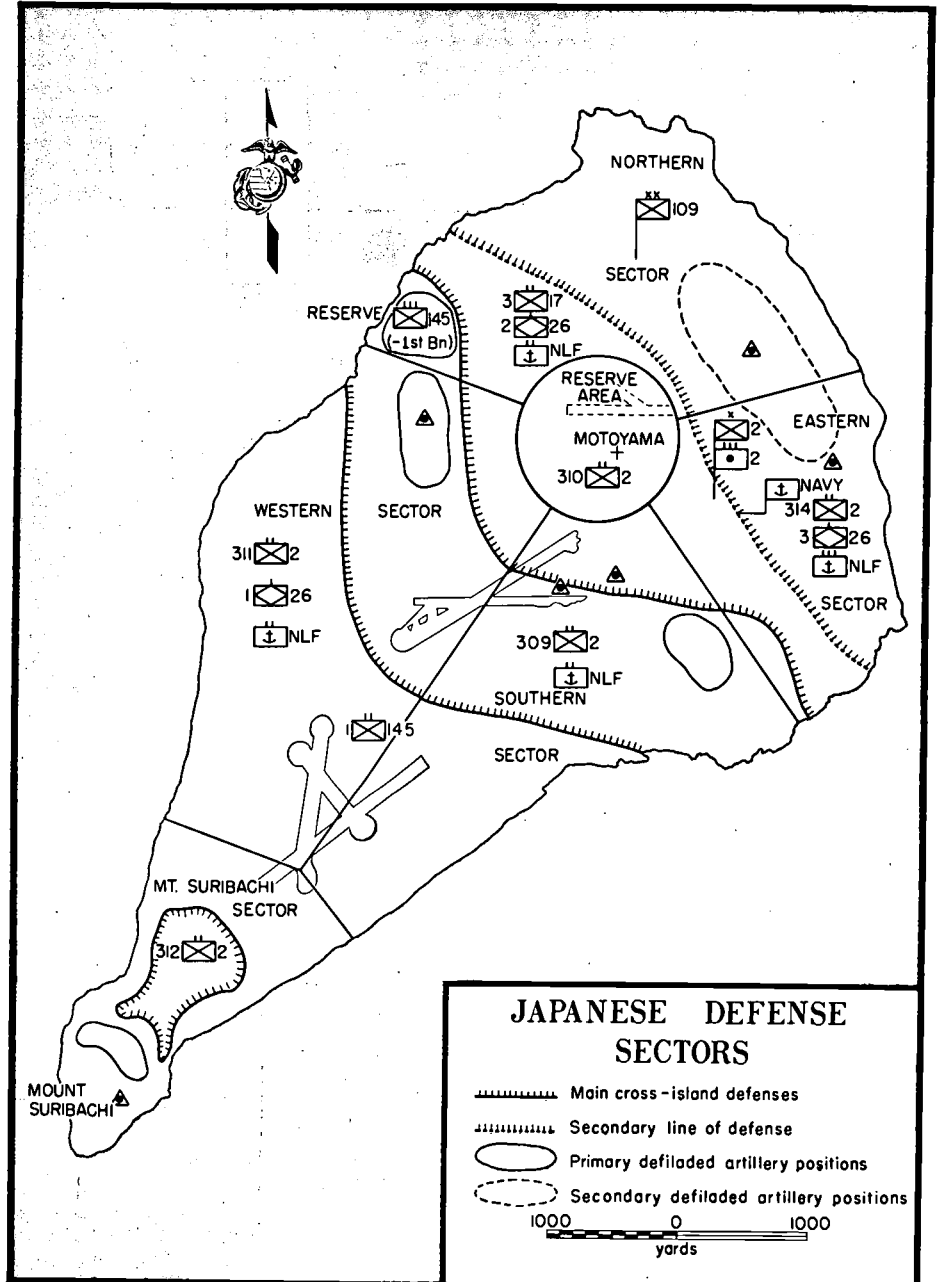 NORTHERN
109
SECTOR
RESERVE
145
(-1st Bn)
3 17
2 26
NLF
RESERVE
AREA
MOTOYAMA
310 2
2
2
EASTERN
NAVY
314 2
3 26
NLF
SECTOR
WESTERN
SECTOR
311 2
1 26
NLF
309 2
NLF
SOUTHERN
SECTOR
1 145
MT. SURIBACHI
SECTOR
312 2
MOUNT
SURIBACHI
JAPANESE DEFENSE
SECTORS
Main cross-island defenses
Secondary line of defense
Primary defiladed artillery positions
Secondary defiladed artillery positions
1000 0 1000
yards